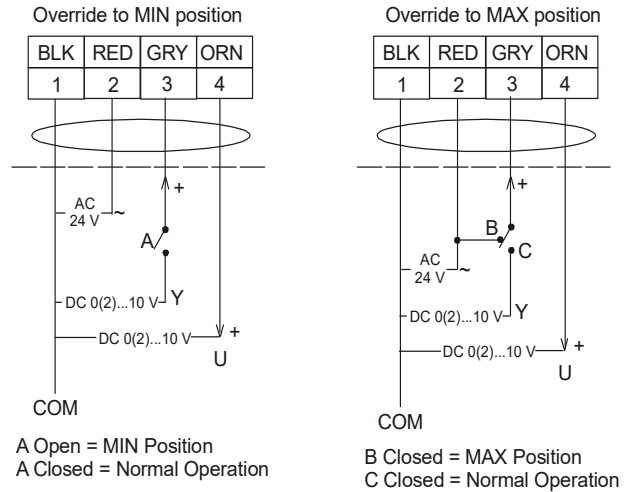 Override to MIN position
BLK RED GRY ORN
1 2 3 4
+
AC
24 V ~
A
DC 0(2)...10 V Y
DC 0(2)...10 V +
U
COM
A Open = MIN Position
A Closed = Normal Operation
Override to MAX position
BLK RED GRY ORN
1 2 3 4
+
B
C
AC
24 V ~
DC 0(2)...10 V Y
DC 0(2)...10 V +
U
COM
B Closed = MAX Position
C Closed = Normal Operation